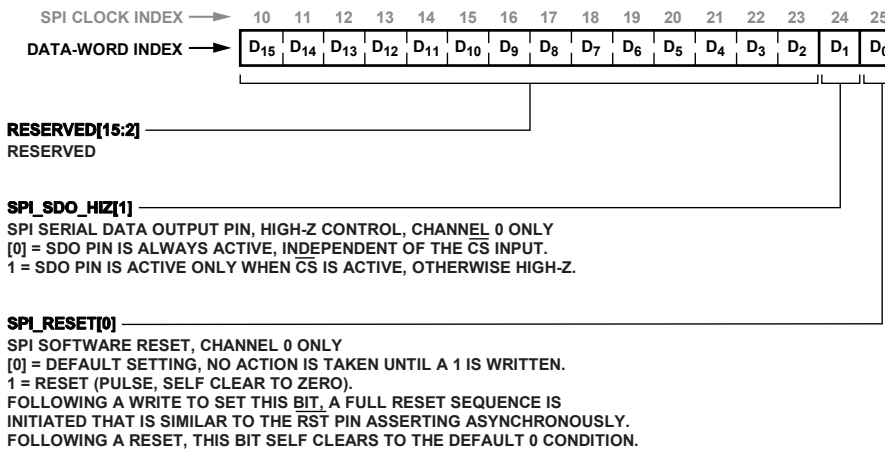 SPI CLOCK INDEX 10 11 12 13 14 15 16 17 18 19 20 21 22 23 24 25
DATA-WORD INDEX D15 D14 D13 D12 D11 D10 D9 D8 D7 D6 D5 D4 D3 D2 D1 D0
RESERVED[15:2]
RESERVED
SPI_SDO_HIZ[1]
SPI SERIAL DATA OUTPUT PIN, HIGH-Z CONTROL, CHANNEL 0 ONLY
[0] = SDO PIN IS ALWAYS ACTIVE, INDEPENDENT OF THE C̅S̅ INPUT.
1 = SDO PIN IS ACTIVE ONLY WHEN C̅S̅ IS ACTIVE, OTHERWISE HIGH-Z.
SPI_RESET[0]
SPI SOFTWARE RESET, CHANNEL 0 ONLY
[0] = DEFAULT SETTING, NO ACTION IS TAKEN UNTIL A 1 IS WRITTEN.
1 = RESET (PULSE, SELF CLEAR TO ZERO).
FOLLOWING A WRITE TO SET THIS BIT, A FULL RESET SEQUENCE IS
INITIATED THAT IS SIMILAR TO THE R̅S̅T̅ PIN ASSERTING ASYNCHRONOUSLY.
FOLLOWING A RESET, THIS BIT SELF CLEARS TO THE DEFAULT 0 CONDITION.